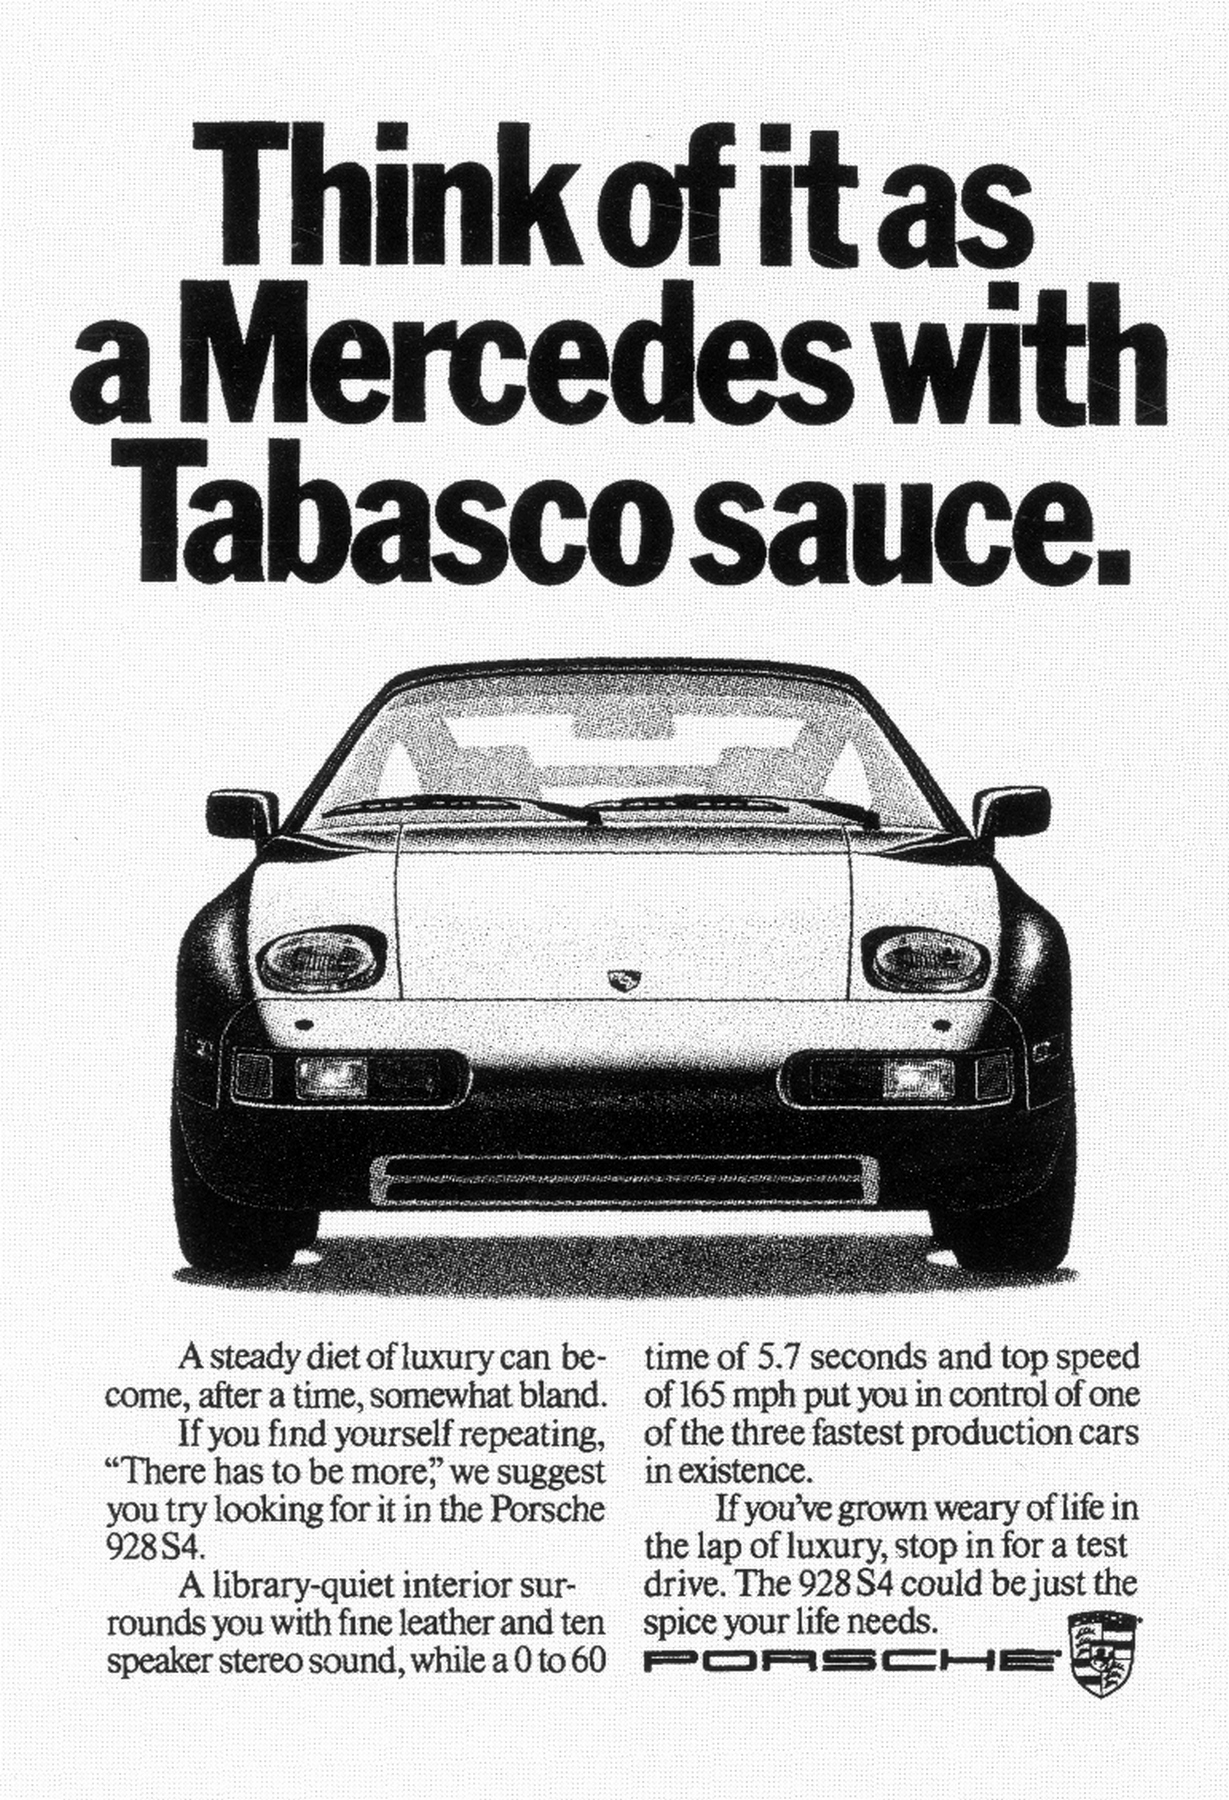 Think of it as
a Mercedes with
Tabasco sauce.
A steady diet of luxury can be-
come, after a time, somewhat bland.
If you find yourself repeating,
“There has to be more,” we suggest
you try looking for it in the Porsche
928 S4.
A library-quiet interior sur-
rounds you with fine leather and ten
speaker stereo sound, while a 0 to 60
time of 5.7 seconds and top speed
of 165 mph put you in control of one
of the three fastest production cars
in existence.
If you’ve grown weary of life in
the lap of luxury, stop in for a test
drive. The 928 S4 could be just the
spice your life needs.
PORSCHE